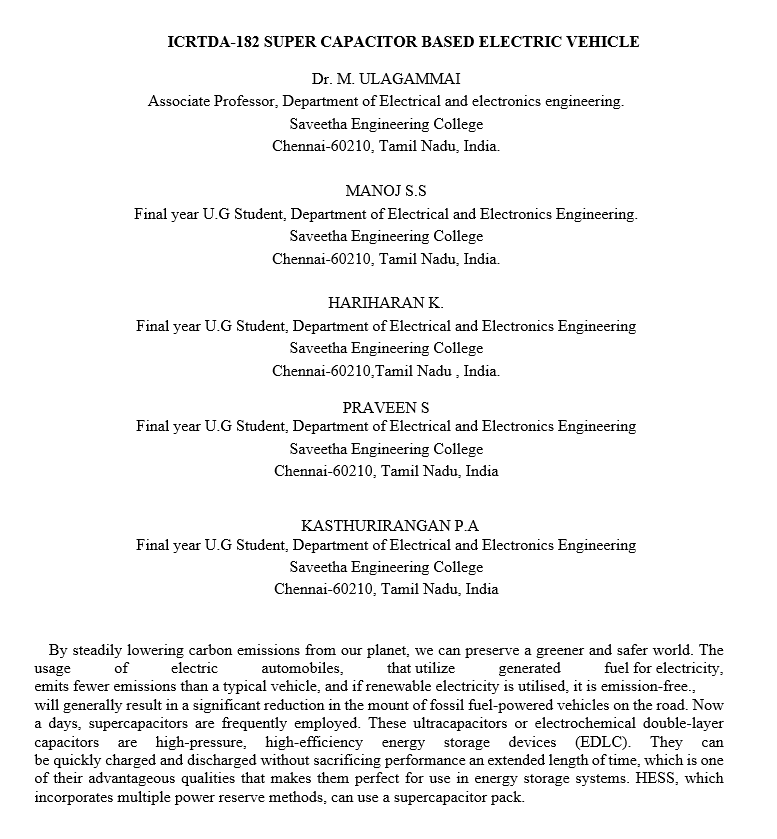 ICRTDA-182 SUPER CAPACITOR BASED ELECTRIC VEHICLE
Dr. M. ULAGAMMAI
Associate Professor, Department of Electrical and electronics engineering.
Saveetha Engineering College
Chennai-60210, Tamil Nadu, India.
MANOJ S.S
Final year U.G Student, Department of Electrical and Electronics Engineering.
Saveetha Engineering College
Chennai-60210, Tamil Nadu, India.
HARIHARAN K.
Final year U.G Student, Department of Electrical and Electronics Engineering
Saveetha Engineering College
Chennai-60210,Tamil Nadu , India.
PRAVEEN S
Final year U.G Student, Department of Electrical and Electronics Engineering
Saveetha Engineering College
Chennai-60210, Tamil Nadu, India
KASTHURIRANGAN P.A
Final year U.G Student, Department of Electrical and Electronics Engineering
Saveetha Engineering College
Chennai-60210, Tamil Nadu, India
By steadily lowering carbon emissions from our planet, we can preserve a greener and safer world. The
usage of electric automobiles, that utilize generated fuel for electricity,
emits fewer emissions than a typical vehicle, and if renewable electricity is utilised, it is emission-free.,
will generally result in a significant reduction in the mount of fossil fuel-powered vehicles on the road. Now
a days, supercapacitors are frequently employed. These ultracapacitors or electrochemical double-layer
capacitors are high-pressure, high-efficiency energy storage devices (EDLC). They can
be quickly charged and discharged without sacrificing performance an extended length of time, which is one
of their advantageous qualities that makes them perfect for use in energy storage systems. HESS, which
incorporates multiple power reserve methods, can use a supercapacitor pack.